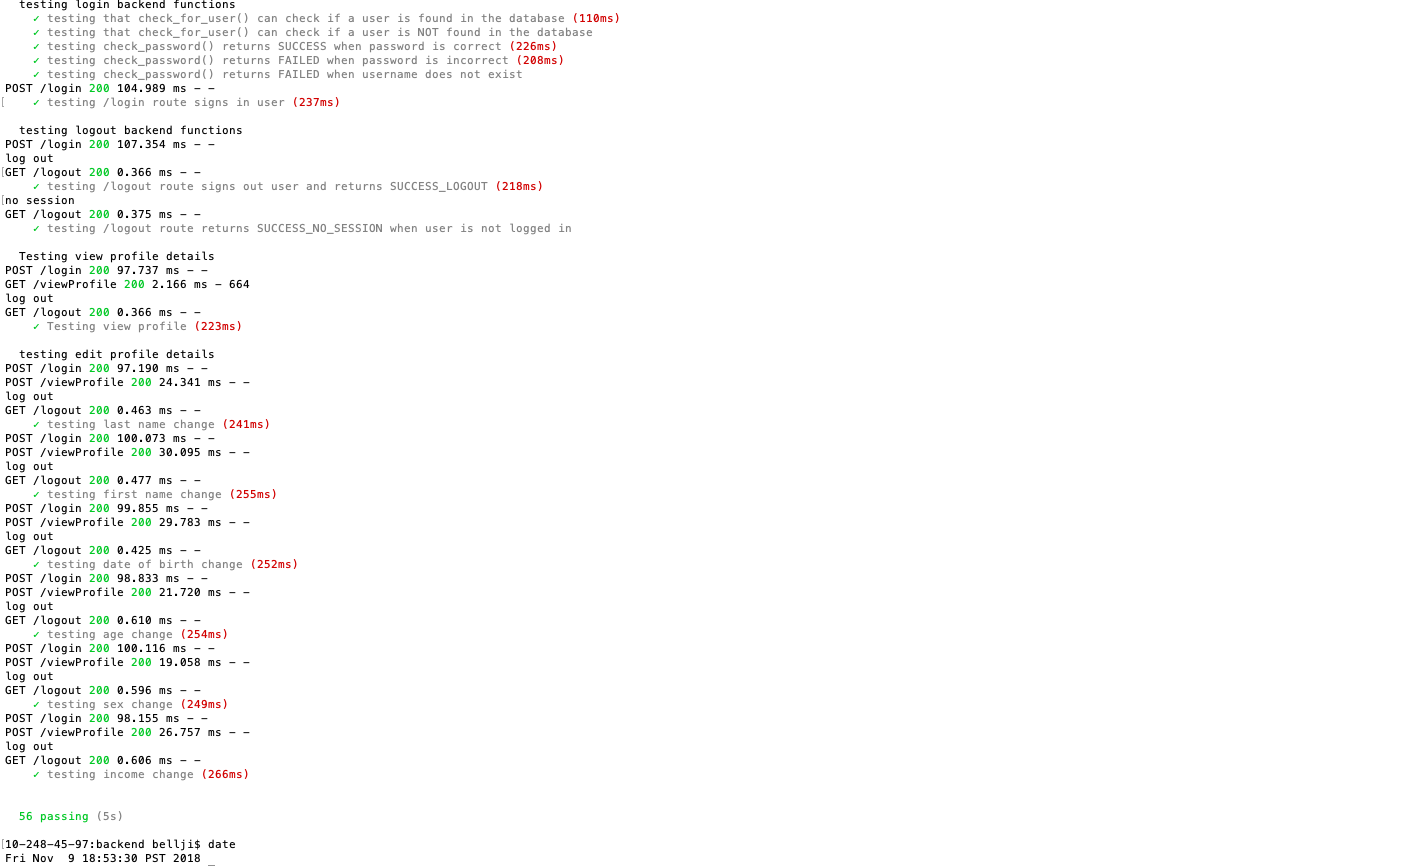 testing login backend functions
✓ testing that check_for_user() can check if a user is found in the database (110ms)
✓ testing that check_for_user() can check if a user is NOT found in the database
✓ testing check_password() returns SUCCESS when password is correct (226ms)
✓ testing check_password() returns FAILED when password is incorrect (208ms)
✓ testing check_password() returns FAILED when username does not exist
POST /login 200 104.989 ms - -
[ ✓ testing /login route signs in user (237ms)
testing logout backend functions
POST /login 200 107.354 ms - -
log out
[GET /logout 200 0.366 ms - -
✓ testing /logout route signs out user and returns SUCCESS_LOGOUT (218ms)
[no session
GET /logout 200 0.375 ms - -
✓ testing /logout route returns SUCCESS_NO_SESSION when user is not logged in
Testing view profile details
POST /login 200 97.737 ms - -
GET /viewProfile 200 2.166 ms - 664
log out
GET /logout 200 0.366 ms - -
✓ Testing view profile (223ms)
testing edit profile details
POST /login 200 97.190 ms - -
POST /viewProfile 200 24.341 ms - -
log out
GET /logout 200 0.463 ms - -
✓ testing last name change (241ms)
POST /login 200 100.073 ms - -
POST /viewProfile 200 30.095 ms - -
log out
GET /logout 200 0.477 ms - -
✓ testing first name change (255ms)
POST /login 200 99.855 ms - -
POST /viewProfile 200 29.783 ms - -
log out
GET /logout 200 0.425 ms - -
✓ testing date of birth change (252ms)
POST /login 200 98.833 ms - -
POST /viewProfile 200 21.720 ms - -
log out
GET /logout 200 0.610 ms - -
✓ testing age change (254ms)
POST /login 200 100.116 ms - -
POST /viewProfile 200 19.058 ms - -
log out
GET /logout 200 0.596 ms - -
✓ testing sex change (249ms)
POST /login 200 98.155 ms - -
POST /viewProfile 200 26.757 ms - -
log out
GET /logout 200 0.606 ms - -
✓ testing income change (266ms)
56 passing (5s)
[10-248-45-97:backend bellji$ date
Fri Nov  9 18:53:30 PST 2018 _